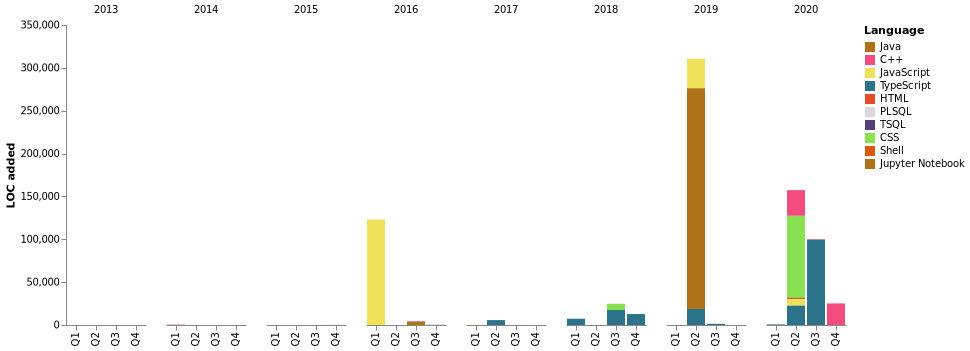 2013 2014 2015 2016 2017 2018 2019 2020
350,000
300,000
250,000
200,000
150,000
100,000
50,000
0
LOC added
Q1 Q2 Q3 Q4 Q1 Q2 Q3 Q4 Q1 Q2 Q3 Q4 Q1 Q2 Q3 Q4 Q1 Q2 Q3 Q4 Q1 Q2 Q3 Q4 Q1 Q2 Q3 Q4 Q1 Q2 Q3 Q4
Language
Java
C++
JavaScript
TypeScript
HTML
PLSQL
TSQL
CSS
Shell
Jupyter Notebook